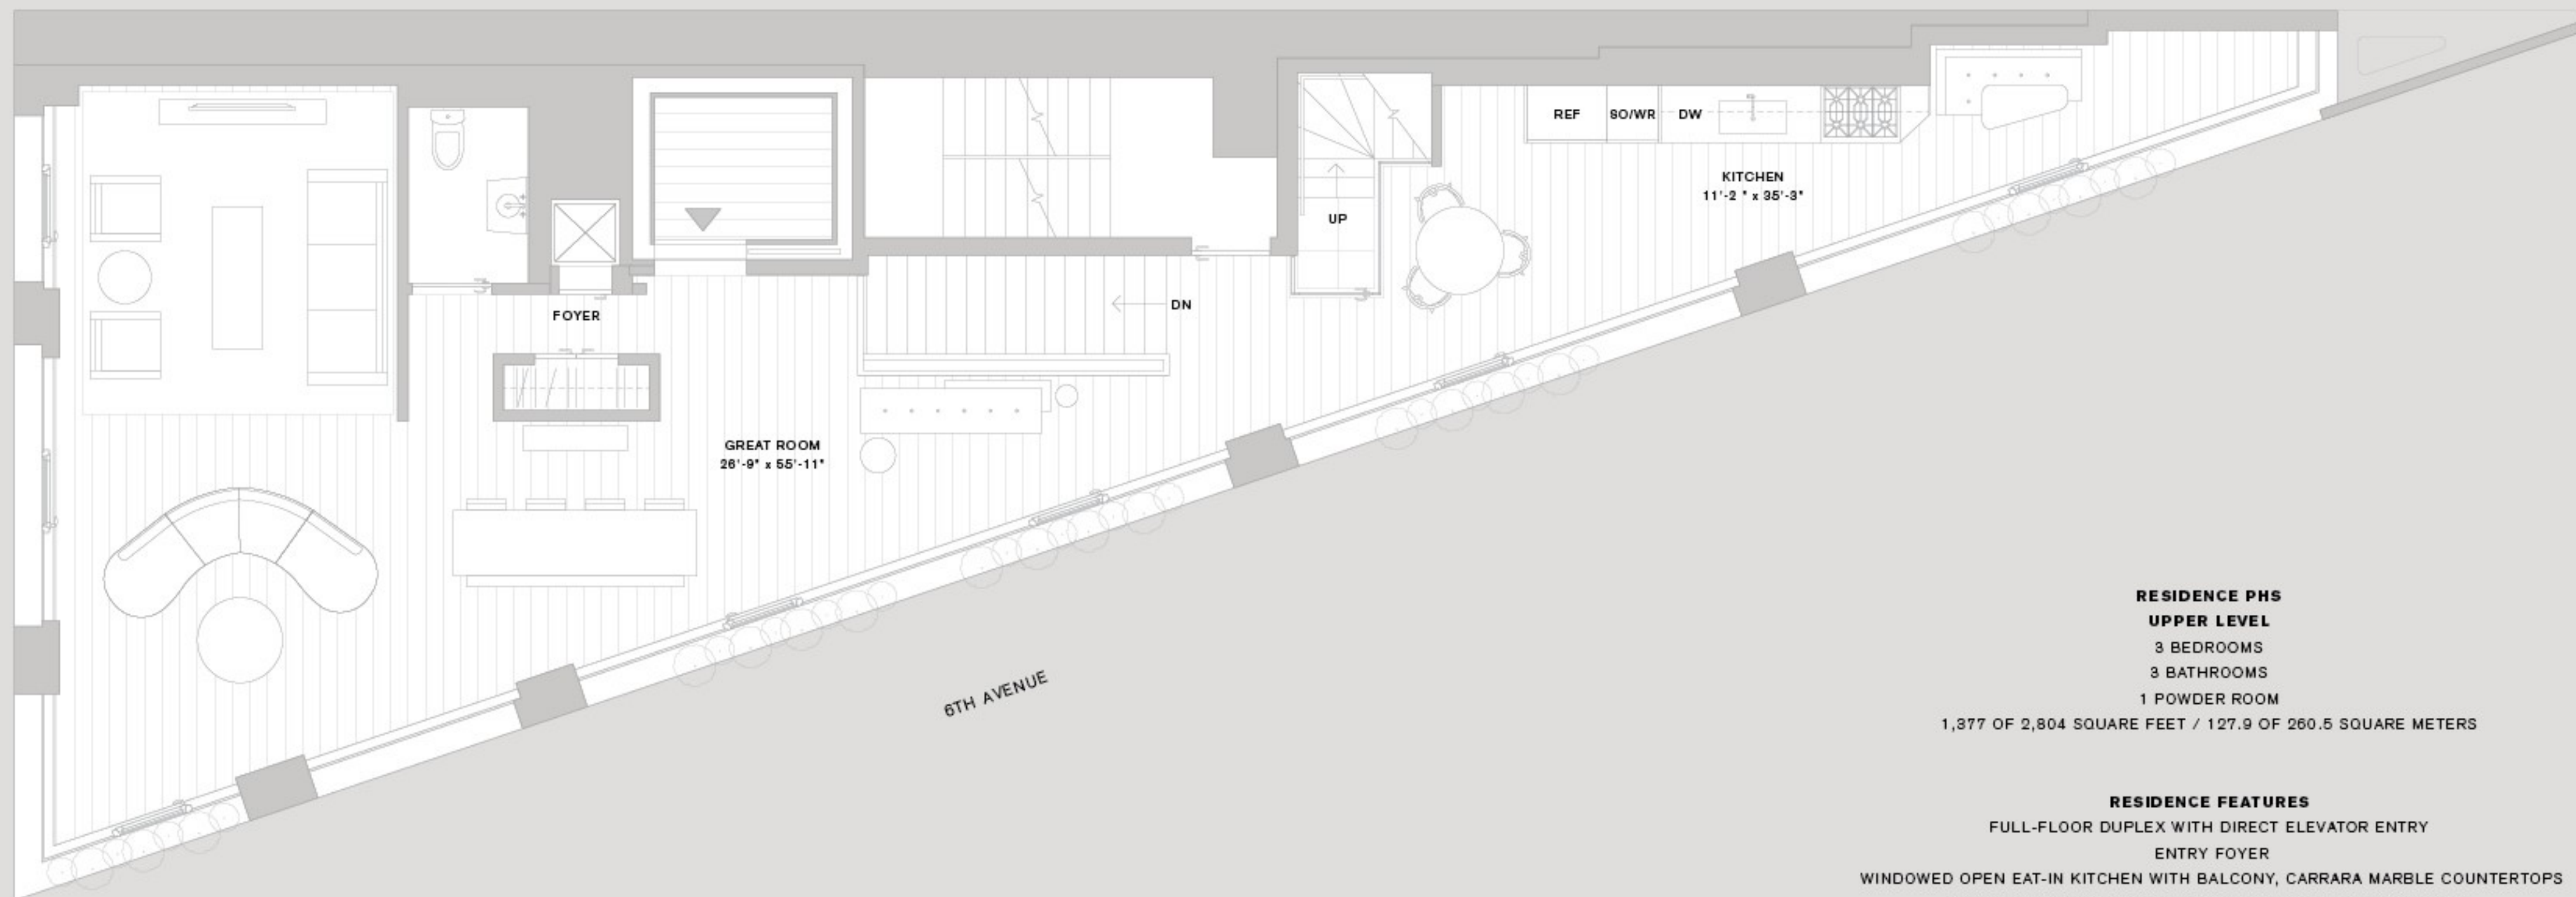 REF
SO/WR
DW
KITCHEN
11'-2 " x 35'-3"
UP
DN
FOYER
GREAT ROOM
26'-9" x 55'-11"
6TH AVENUE
RESIDENCE PHS
UPPER LEVEL
3 BEDROOMS
3 BATHROOMS
1 POWDER ROOM
1,377 OF 2,804 SQUARE FEET / 127.9 OF 260.5 SQUARE METERS
RESIDENCE FEATURES
FULL-FLOOR DUPLEX WITH DIRECT ELEVATOR ENTRY
ENTRY FOYER
WINDOWED OPEN EAT-IN KITCHEN WITH BALCONY, CARRARA MARBLE COUNTERTOPS